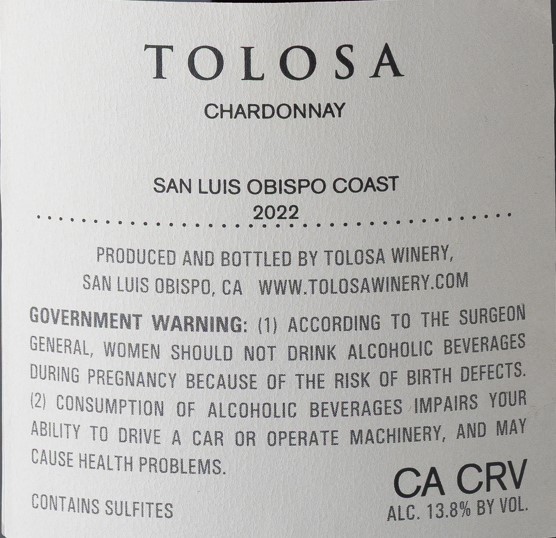 TOLOSA
CHARDONNAY
SAN LUIS OBISPO COAST
2022
PRODUCED AND BOTTLED BY TOLOSA WINERY,
SAN LUIS OBISPO, CA WWW.TOLOSAWINERY.COM
GOVERNMENT WARNING: (1) ACCORDING TO THE SURGEON
GENERAL, WOMEN SHOULD NOT DRINK ALCOHOLIC BEVERAGES
DURING PREGNANCY BECAUSE OF THE RISK OF BIRTH DEFECTS.
(2) CONSUMPTION OF ALCOHOLIC BEVERAGES IMPAIRS YOUR
ABILITY TO DRIVE A CAR OR OPERATE MACHINERY, AND MAY
CAUSE HEALTH PROBLEMS.
CA CRV
CONTAINS SULFITES
ALC. 13.8% BY VOL.